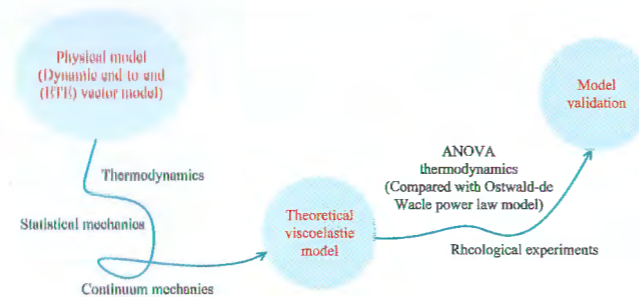 Physical model
(Dynamic end to end
(ETE) vector model)
Thermodynamics
Statistical mechanics
Continuum mechanics
Theoretical
viscoelastic
model
ANOVA
thermodynamics
(Compared with Ostwald-de
Wacle power law model)
Rheological experiments
Model
validation